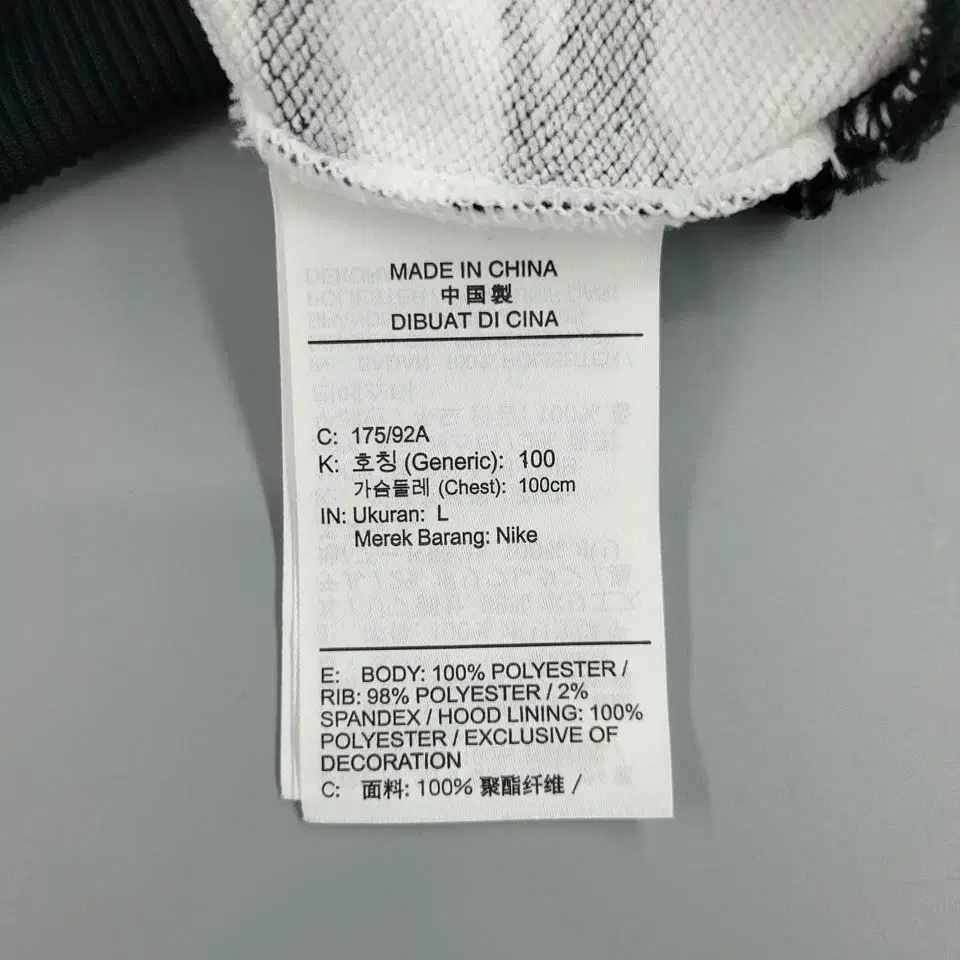 MADE IN CHINA
中国製
DIBUAT DI CINA
C: 175/92A
K: 호칭 (Generic): 100
가슴둘레 (Chest): 100cm
IN: Ukuran: L
Merek Barang: Nike
E: BODY: 100% POLYESTER /
RIB: 98% POLYESTER / 2%
SPANDEX / HOOD LINING: 100%
POLYESTER / EXCLUSIVE OF
DECORATION
C: 面料: 100% 聚酯纤维 /